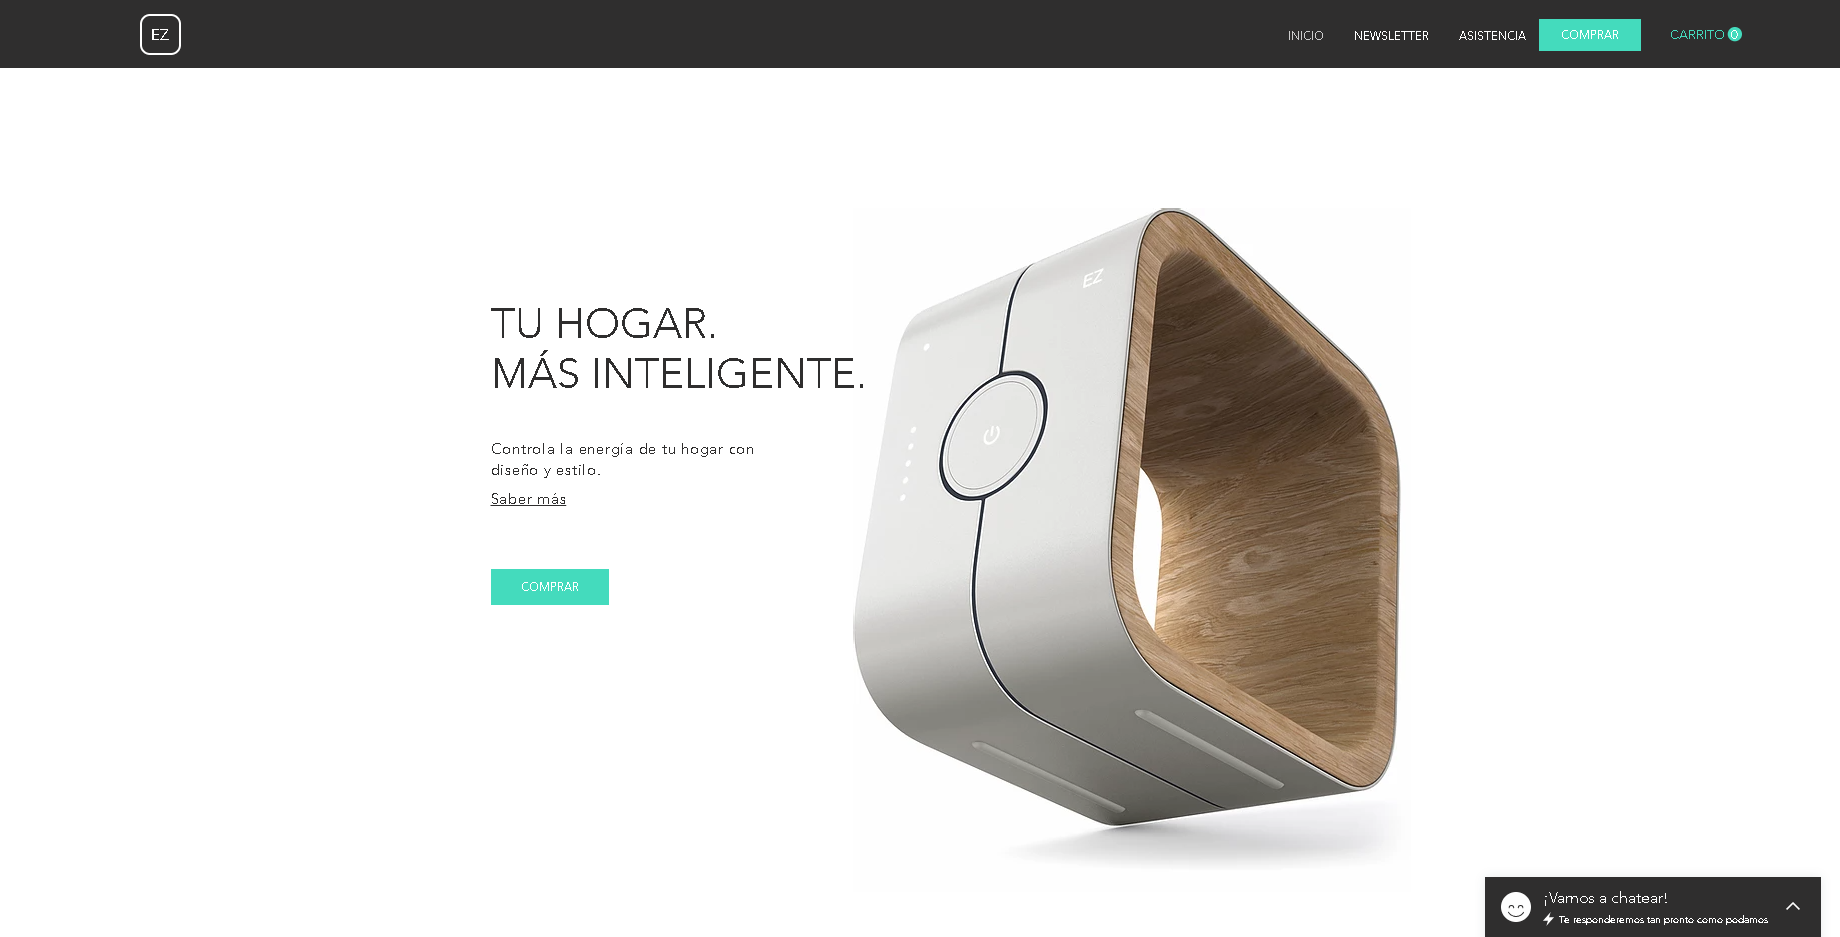 EZ
INICIO
NEWSLETTER
ASISTENCIA
COMPRAR
CARRITO 0
EZ
TU HOGAR.
MÁS INTELIGENTE.
Controla la energía de tu hogar con
diseño y estilo.
Saber más
COMPRAR
¡Vamos a chatear!
Te responderemos tan pronto como podamos